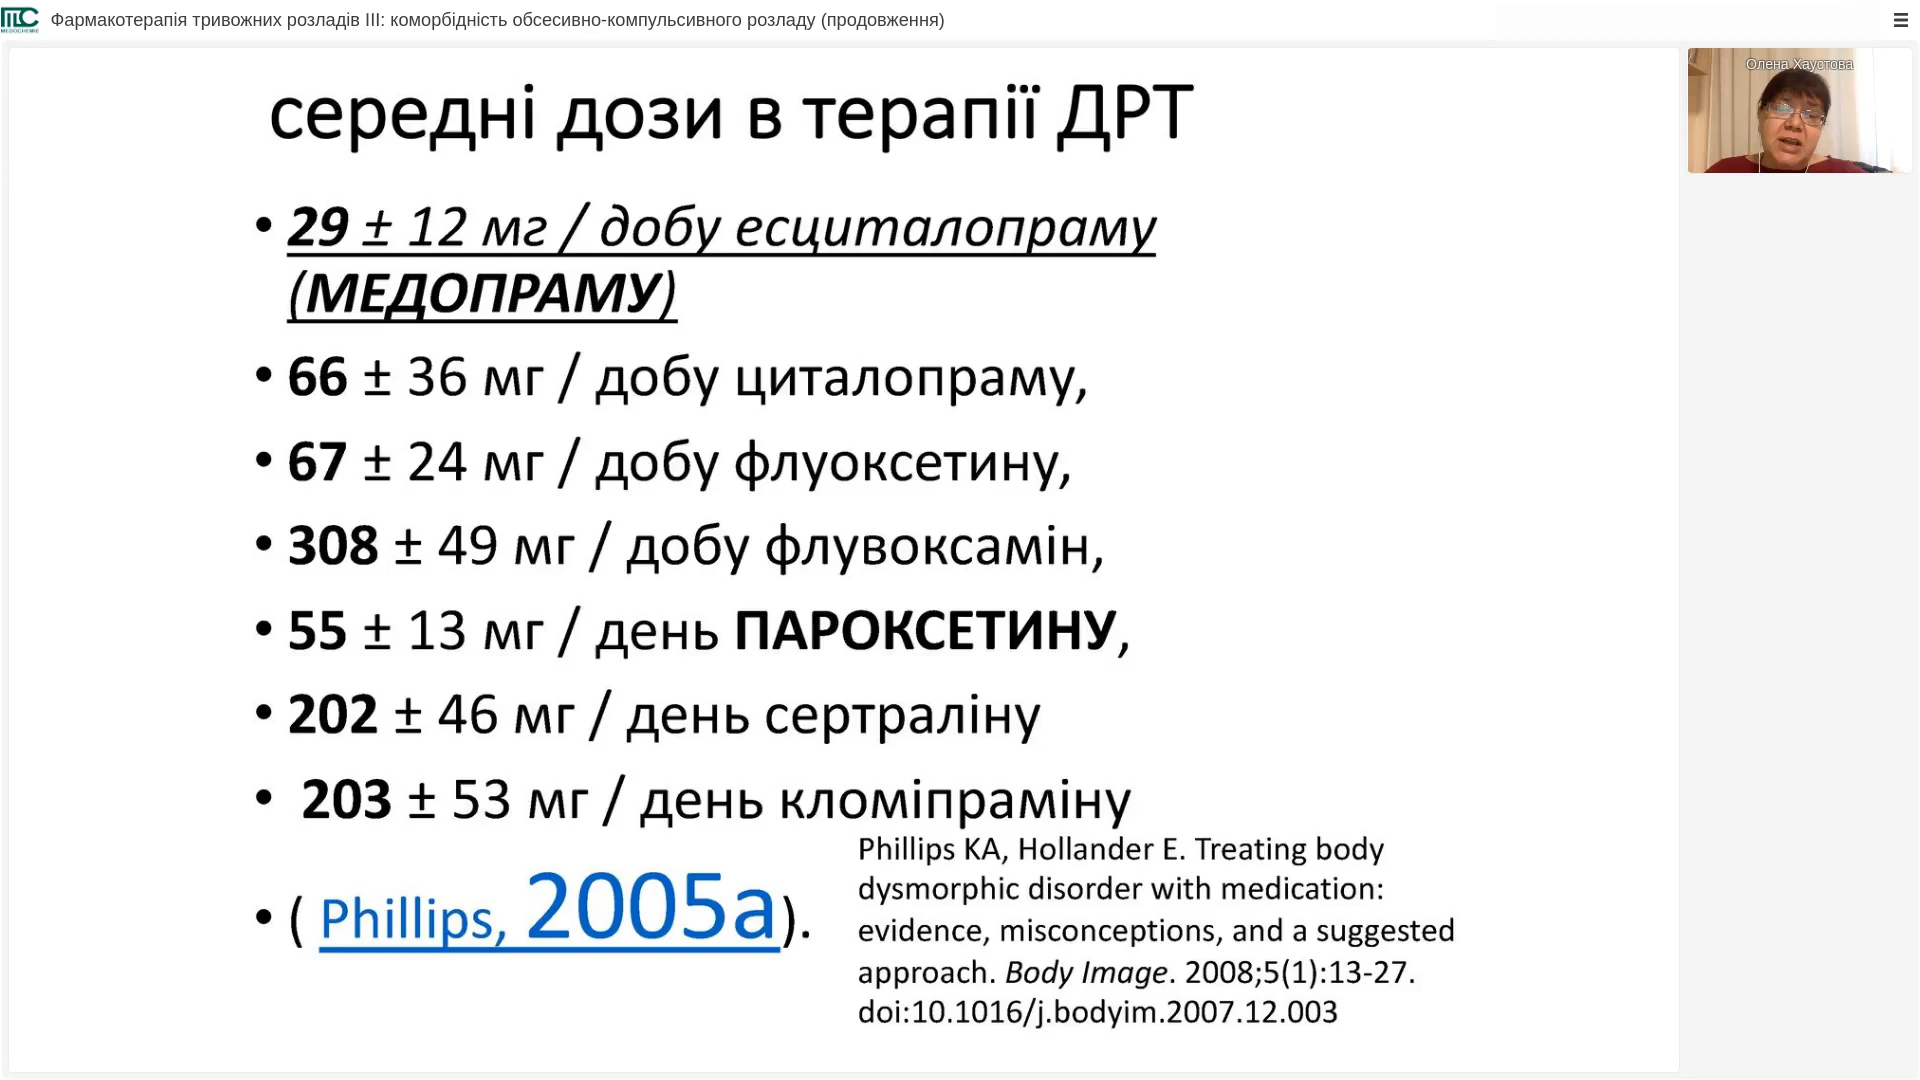 Фармакотерапія тривожних розладів III: коморбідність обсесивно-компульсивного розладу (продовження)
MEDOCHEMIE
Олена Хаустова
середні дози в терапії ДРТ
• 29 ± 12 мг / добу есциталопраму
(МЕДОПРАМУ)
• 66 ± 36 мг / добу циталопраму,
• 67 ± 24 мг / добу флуоксетину,
• 308 ± 49 мг / добу флувоксамін,
• 55 ± 13 мг / день ПАРОКСЕТИНУ,
• 202 ± 46 мг / день сертраліну
• 203 ± 53 мг / день кломіпраміну
• ( Phillips, 2005a).
Phillips KA, Hollander E. Treating body
dysmorphic disorder with medication:
evidence, misconceptions, and a suggested
approach. Body Image. 2008;5(1):13-27.
doi:10.1016/j.bodyim.2007.12.003